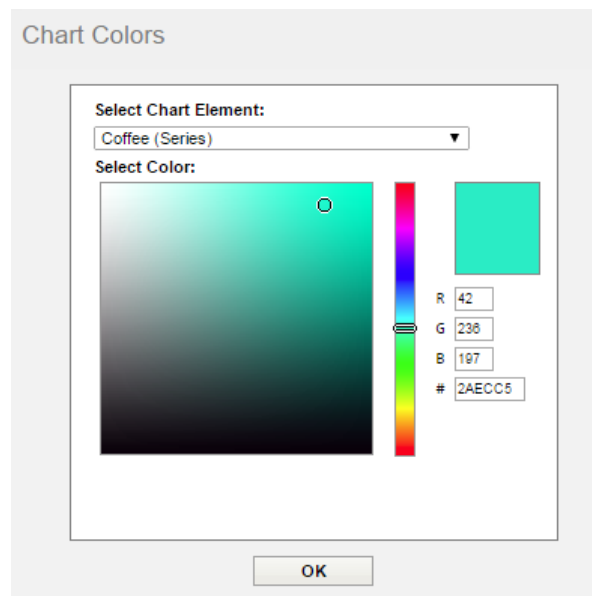 Chart Colors
Select Chart Element:
Coffee (Series)
Select Color:
R 42
G 236
B 197
# 2AECC5
OK